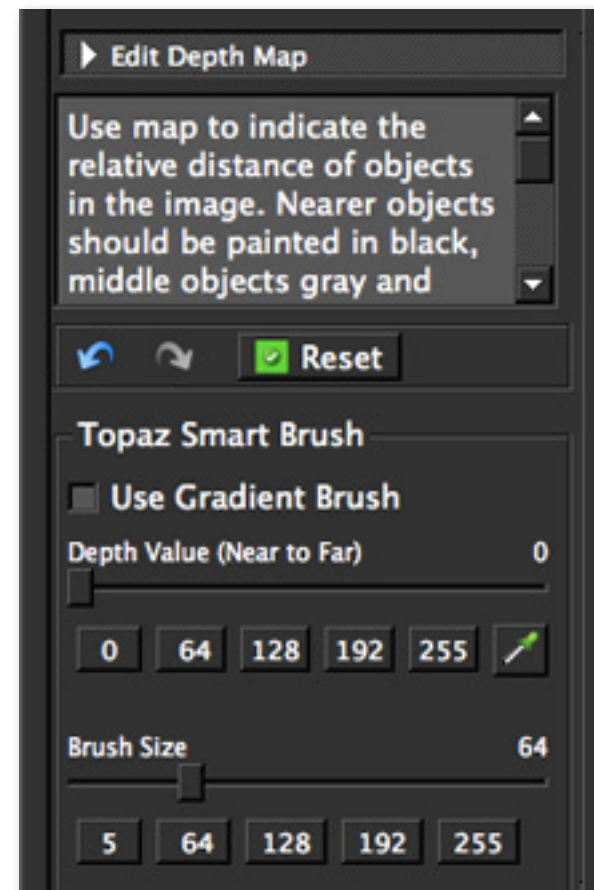 Edit Depth Map
Use map to indicate the
relative distance of objects
in the image. Nearer objects
should be painted in black,
middle objects gray and
Reset
Topaz Smart Brush
Use Gradient Brush
Depth Value (Near to Far) 0
0 64 128 192 255
Brush Size 64
5 64 128 192 255